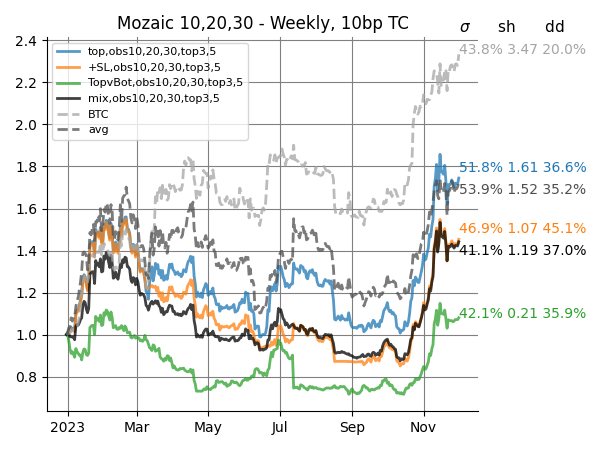 Mozaic 10,20,30 - Weekly, 10bp TC
σ sh dd
2.4
2.2
2.0
1.8
1.6
1.4
1.2
1.0
0.8
top,obs10,20,30,top3,5
+SL,obs10,20,30,top3,5
TopvBot,obs10,20,30,top3,5
mix,obs10,20,30,top3,5
BTC
avg
43.8% 3.47 20.0%
51.8% 1.61 36.6%
53.9% 1.52 35.2%
46.9% 1.07 45.1%
41.1% 1.19 37.0%
42.1% 0.21 35.9%
2023 Mar May Jul Sep Nov